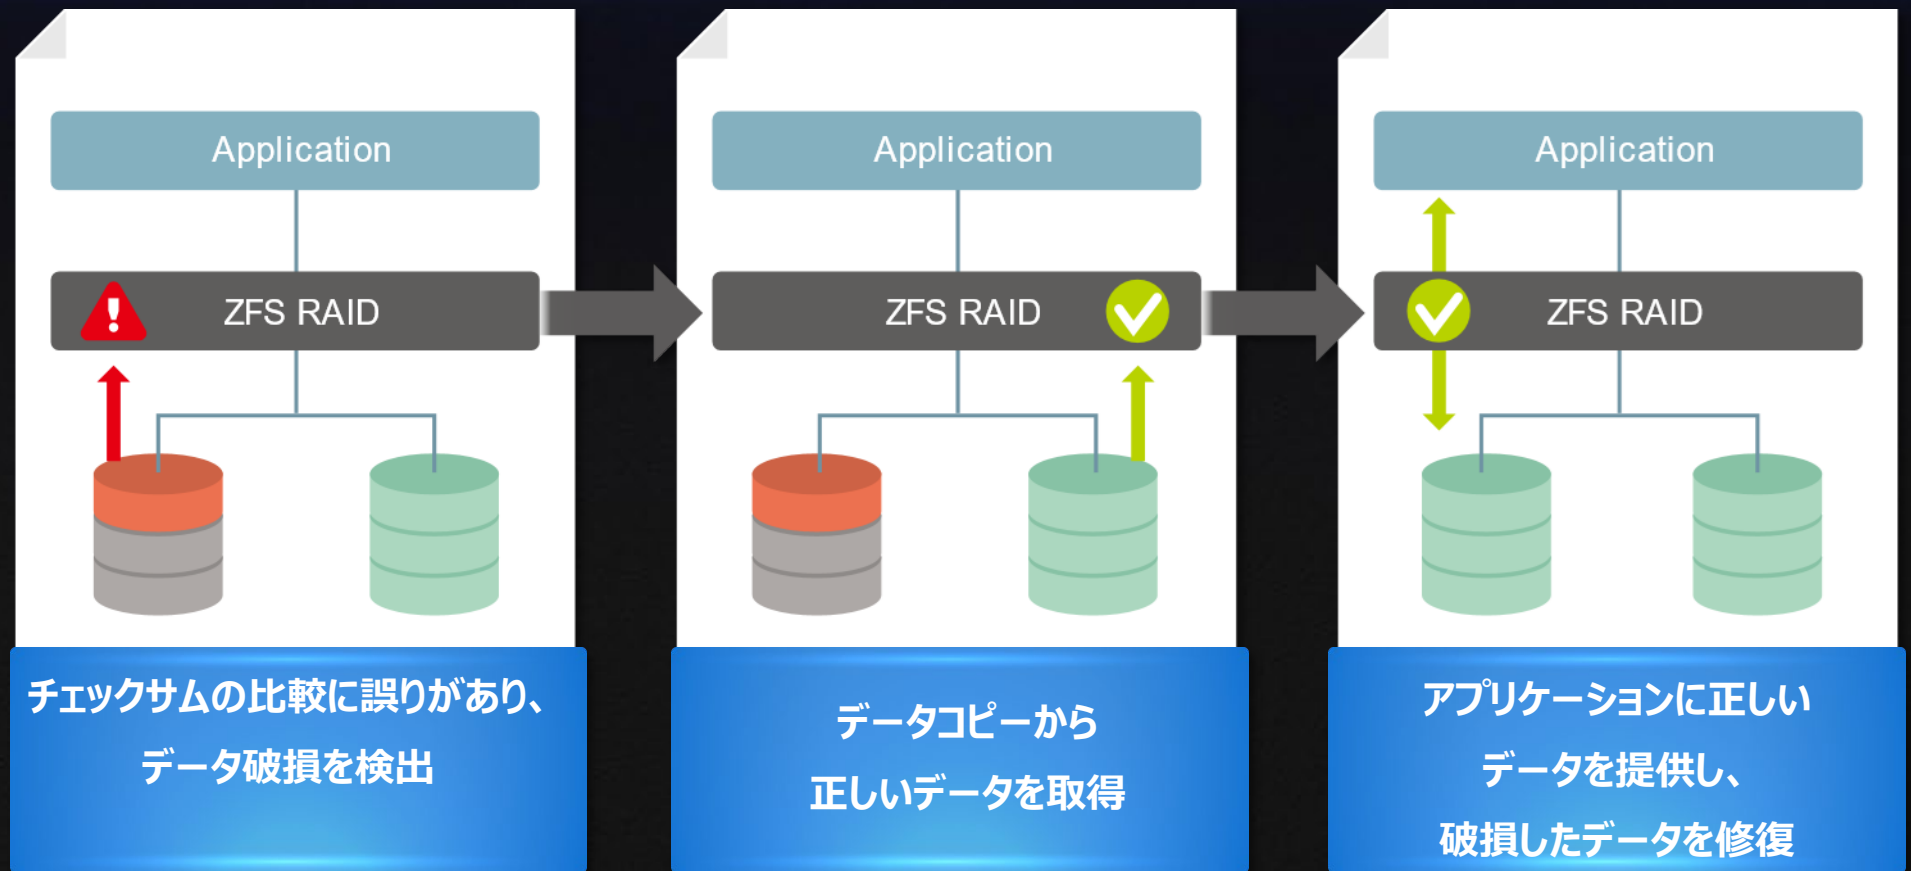 Application
ZFS RAID
チェックサムの比較に誤りがあり、
データ破損を検出
Application
ZFS RAID
データコピーから
正しいデータを取得
Application
ZFS RAID
アプリケーションに正しい
データを提供し、
破損したデータを修復